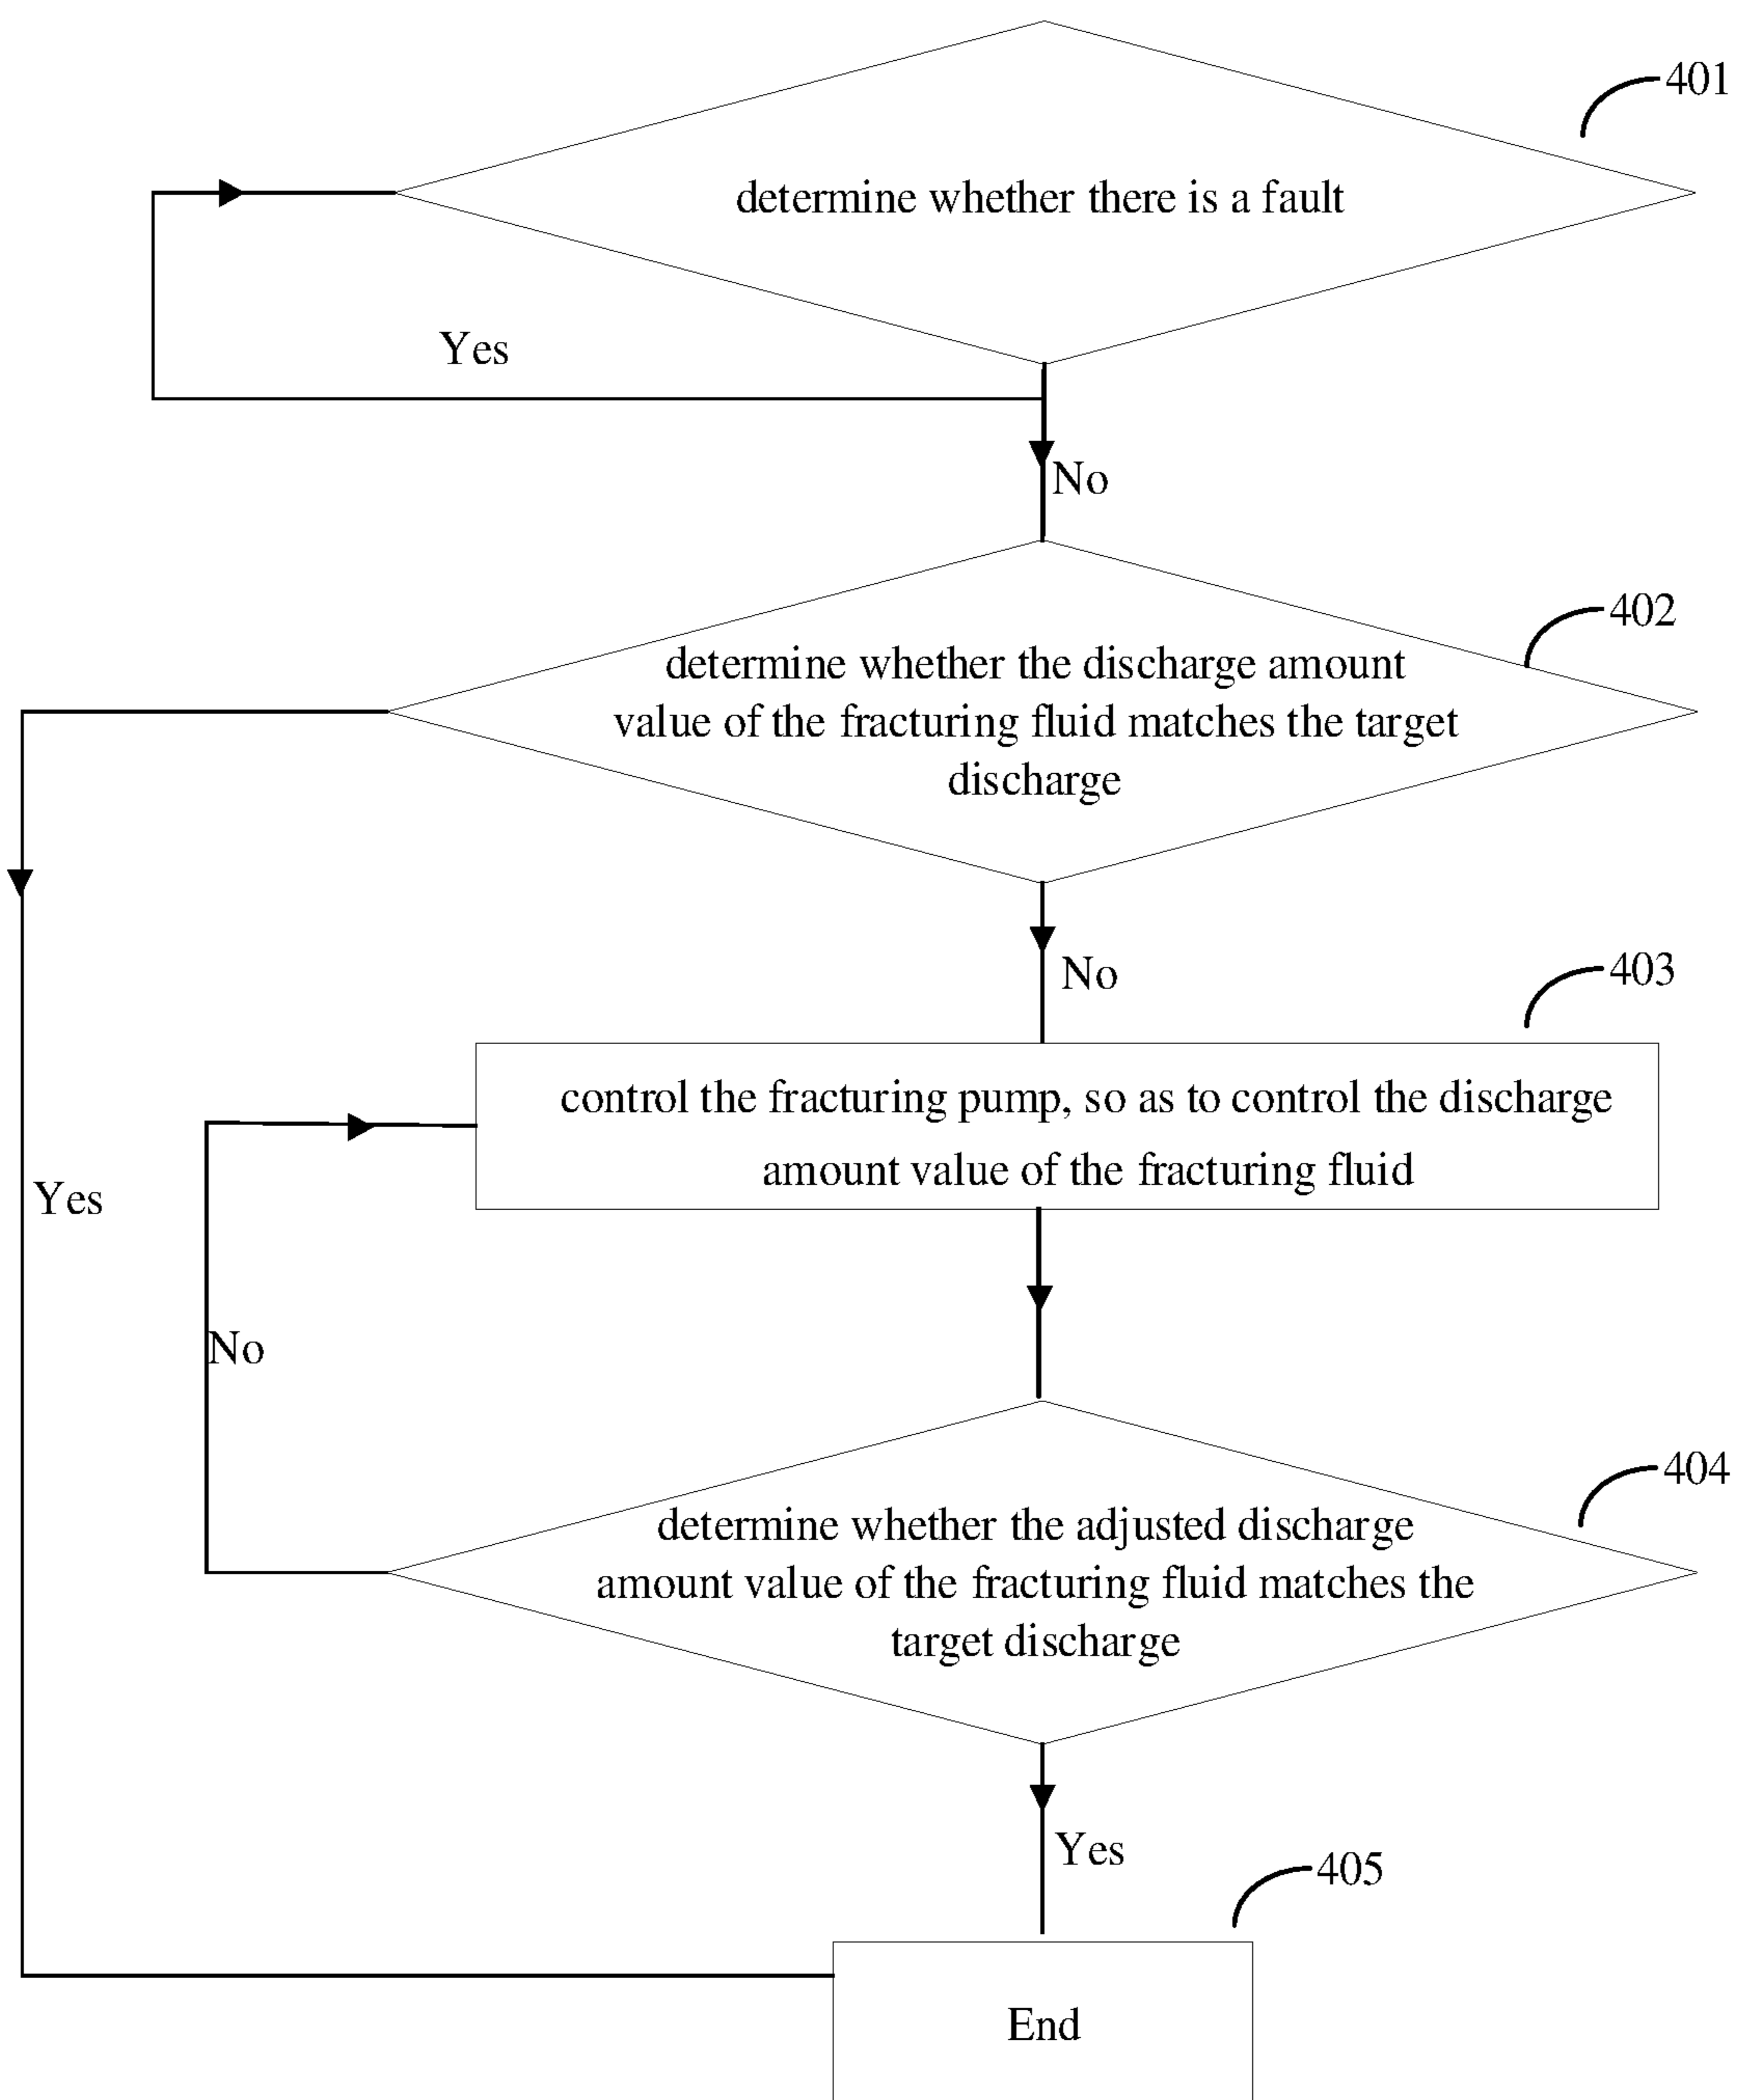 401
determine whether there is a fault
Yes
No
402
determine whether the discharge amount
value of the fracturing fluid matches the target
discharge
No
403
control the fracturing pump, so as to control the discharge
amount value of the fracturing fluid
Yes
No
404
determine whether the adjusted discharge
amount value of the fracturing fluid matches the
target discharge
Yes
405
End